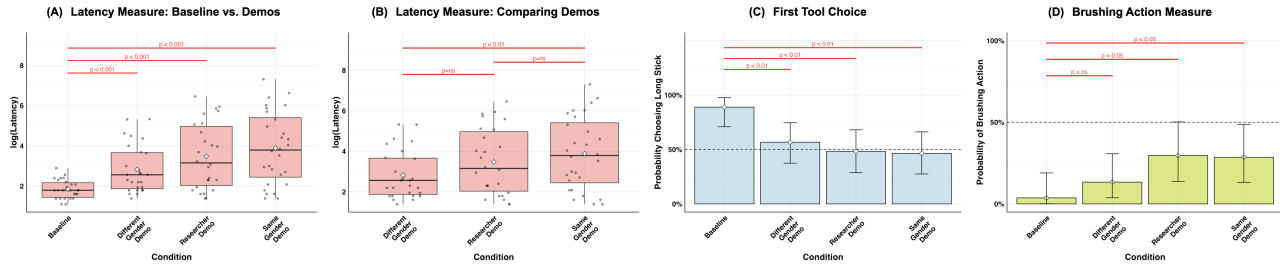 (A) Latency Measure: Baseline vs. Demos
p < 0.001
p < 0.001
p < 0.001
log(Latency)
8
6
4
2
Baseline
Different Gender Demo
Researcher Demo
Same Gender Demo
Condition
(B) Latency Measure: Comparing Demos
p < 0.01
p=ns
p=ns
log(Latency)
8
6
4
2
Different Gender Demo
Researcher Demo
Same Gender Demo
Condition
(C) First Tool Choice
p < 0.01
p < 0.01
p < 0.01
Probability Choosing Long Stick
100%
50%
0%
Baseline
Different Gender Demo
Researcher Demo
Same Gender Demo
Condition
(D) Brushing Action Measure
p < 0.05
p < 0.05
p = ns
Probability of Brushing Action
100%
50%
0%
Baseline
Different Gender Demo
Researcher Demo
Same Gender Demo
Condition